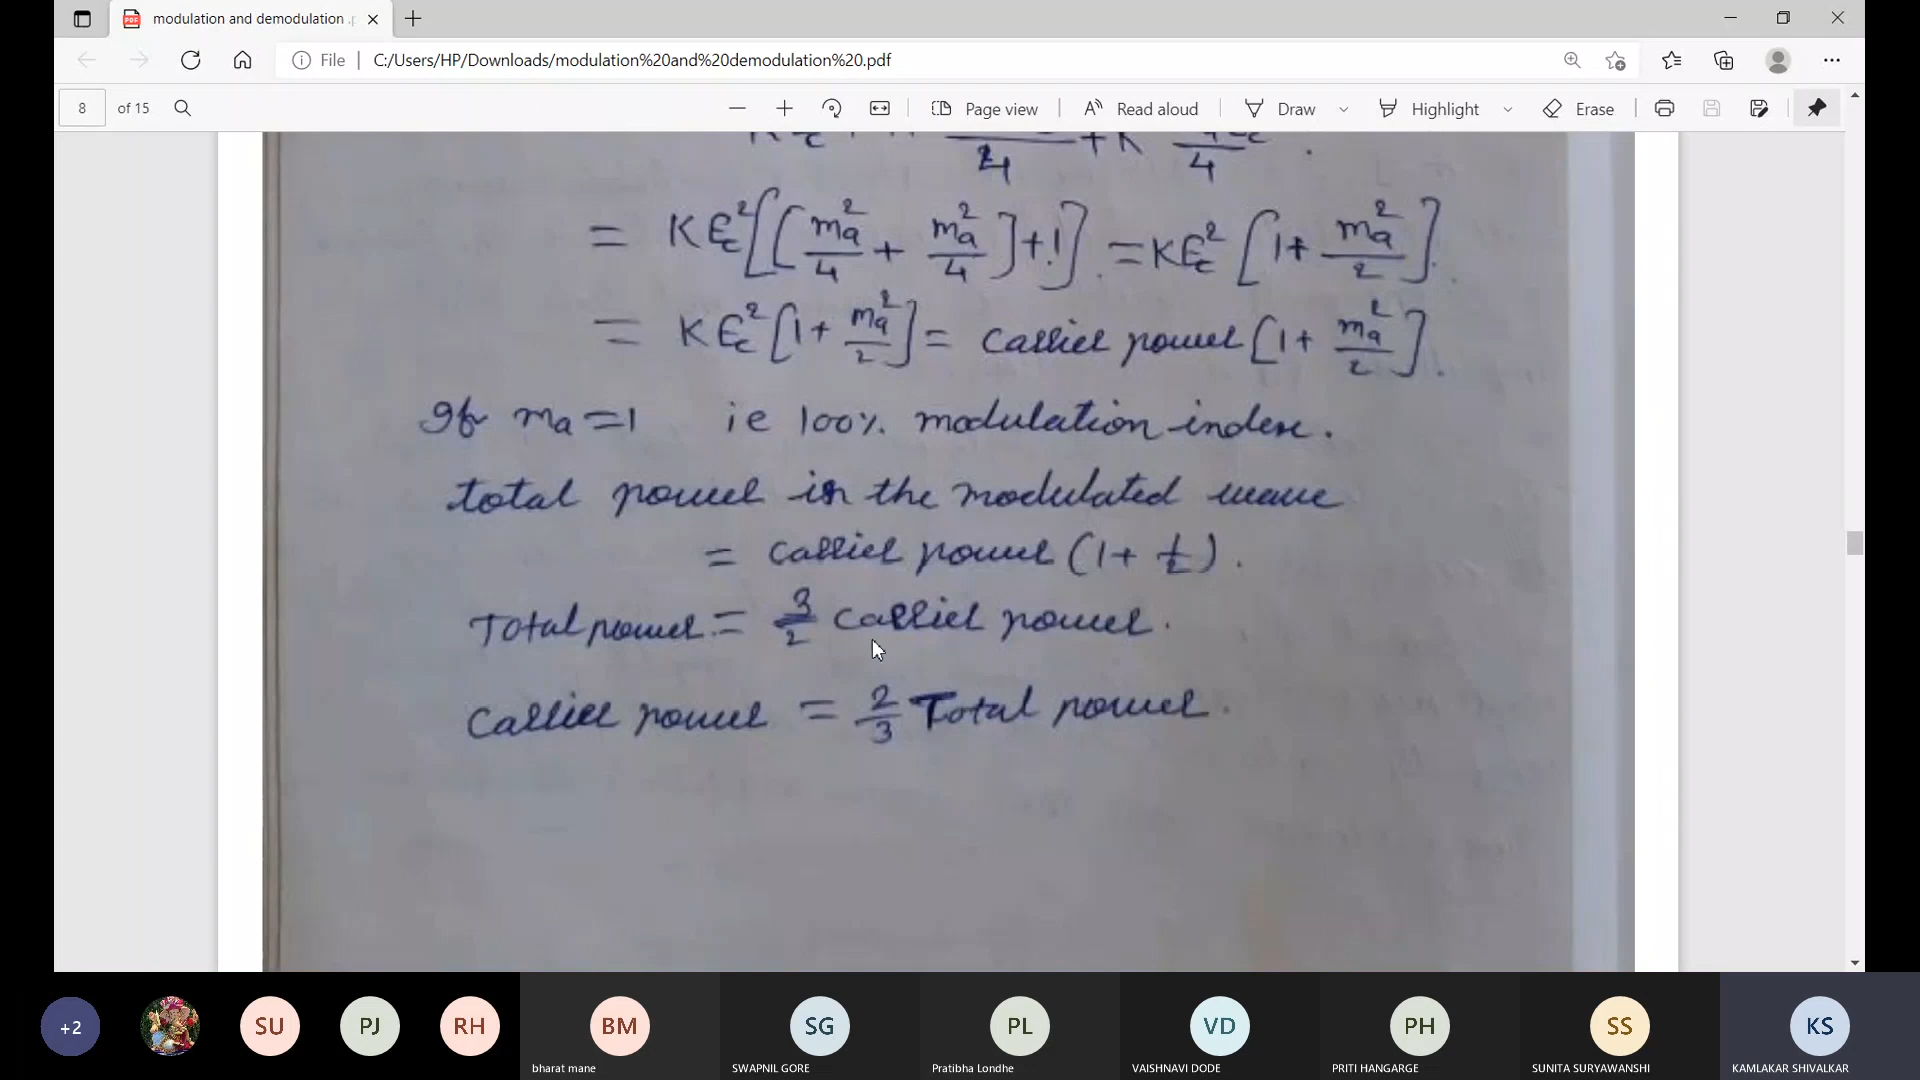 modulation and demodulation .p
File C:/Users/HP/Downloads/modulation%20and%20demodulation%20.pdf
8 of 15 Page view Read aloud Draw Highlight Erase
= KEc²[[ma²/4 + ma²/4]+1] = KEc²[1+ ma²/2]
= KEc²[1+ ma²/2] = Carrier power [1+ ma²/2].
If ma=1 ie 100% modulation index.
total power in the modulated wave
= Carrier power (1+ 1/2).
Total power = 3/2 Carrier power.
Carrier power = 2/3 Total power.
+2 SU PJ RH BM SG PL VD PH SS KS
bharat mane SWAPNIL GORE Pratibha Londhe VAISHNAVI DODE PRITI HANGARGE SUNITA SURYAWANSHI KAMLAKAR SHIVALKAR